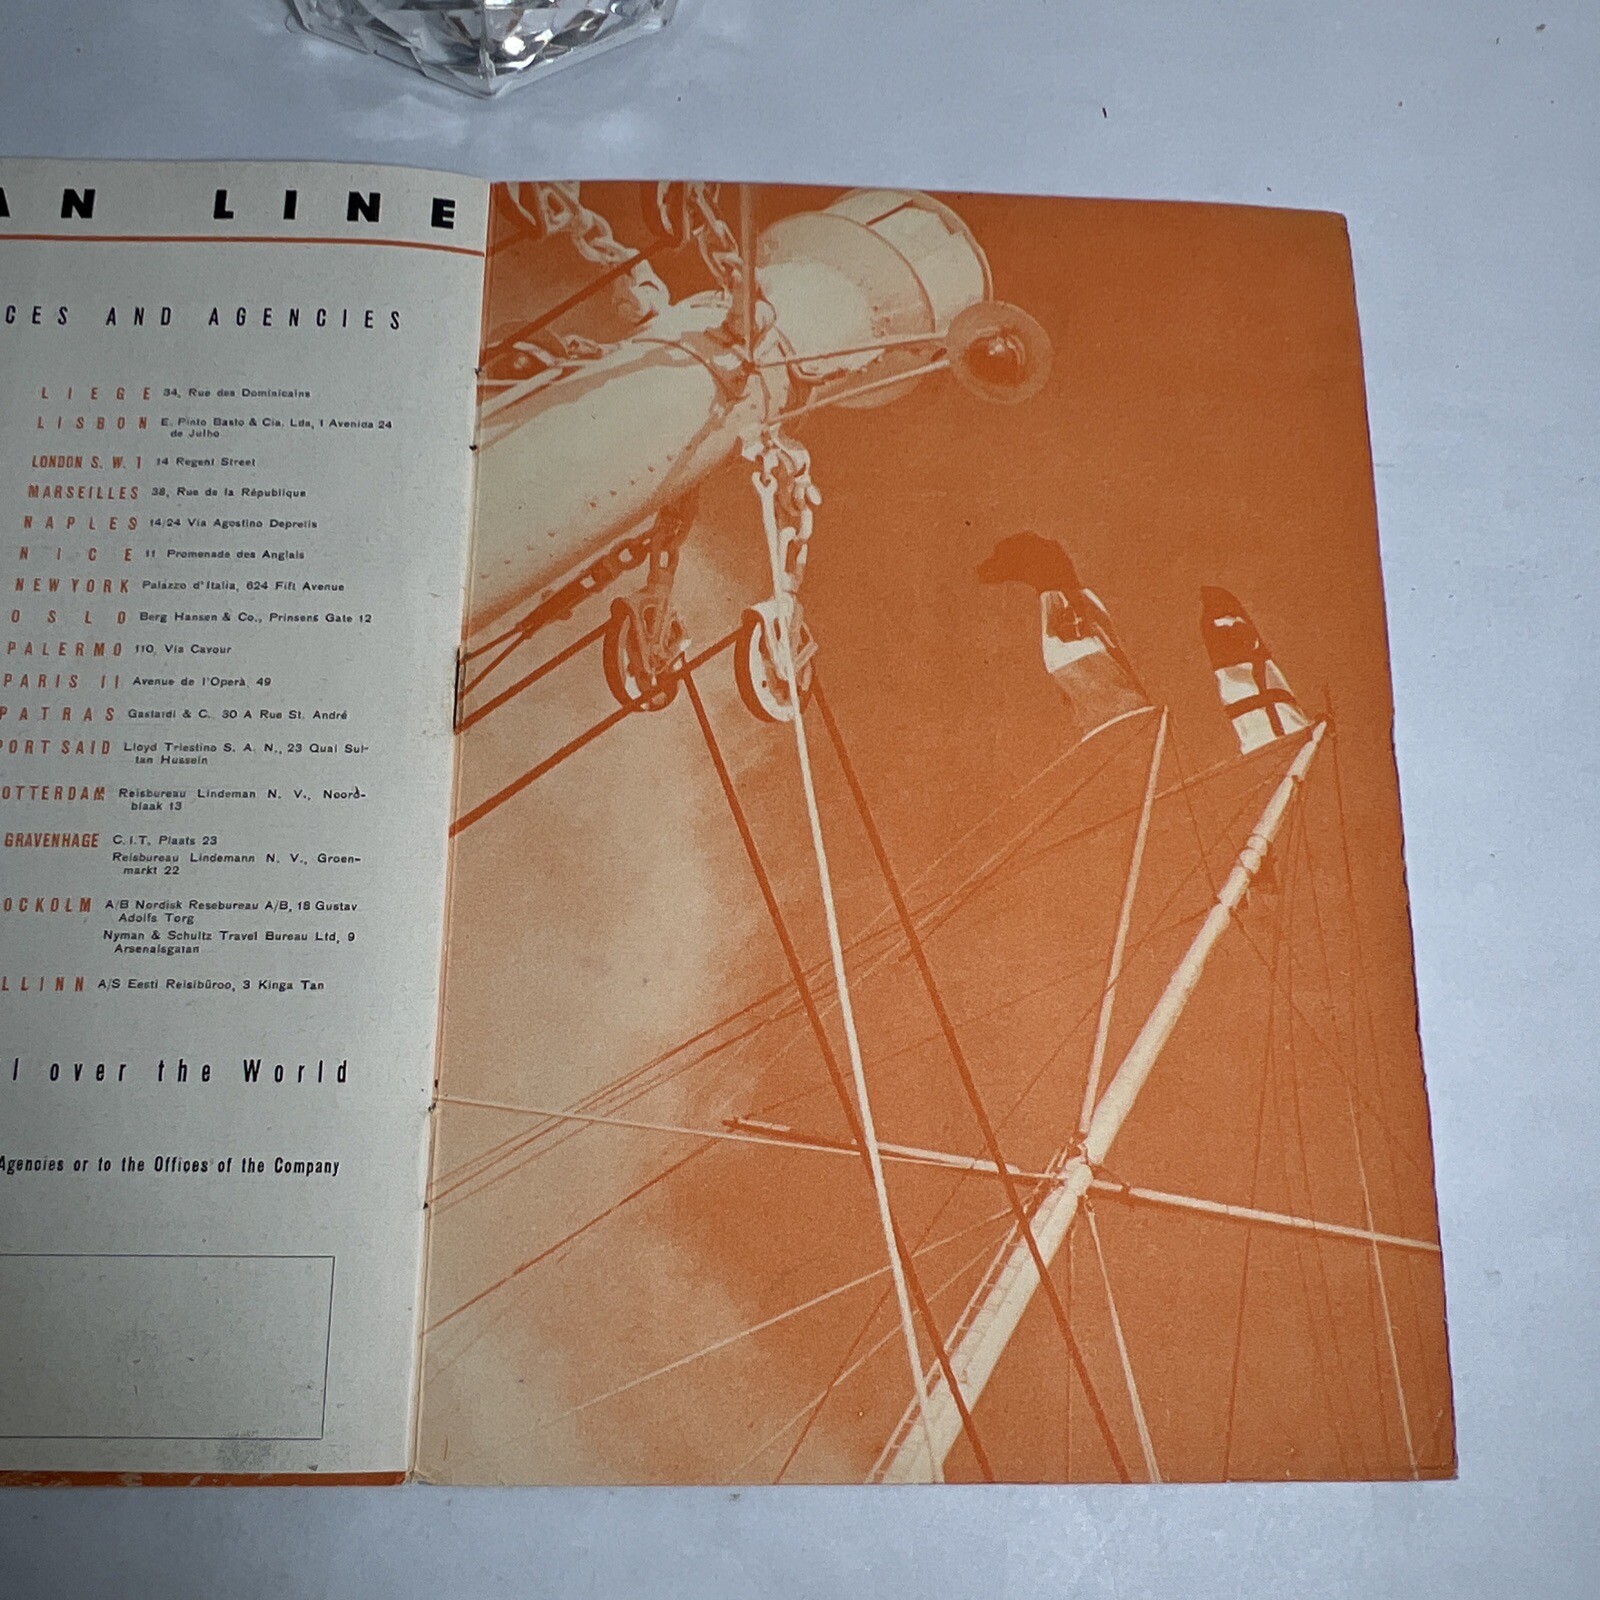 AN LINE
CES AND AGENCIES
LIEGE 34, Rue des Dominicains
LISBON E. Pinto Basto & Cia. Lda, 1 Avenida 24
de Julho
LONDON S. W. 1 14 Regent Street
MARSEILLES 38, Rue de la République
NAPLES 14/24 Via Agostino Depretis
NICE 11 Promenade des Anglais
NEW YORK Palazzo d'Italia, 624 Fift Avenue
OSLO Berg Hansen & Co., Prinsens Gate 12
PALERMO 110, Via Cavour
PARIS II Avenue de l'Operà, 49
PATRAS Gastaldi & C. 30 A Rue St. André
PORT SAID Lloyd Triestino S. A. N., 23 Quai Sul-
tan Hussein
OTTERDAM Reisbureau Lindeman N. V., Noord-
blaak 13
GRAVENHAGE C.I.T. Plaats 23
Reisbureau Lindemann N. V., Groen-
markt 22
OCKOLM A/B Nordisk Resebureau A/B, 18 Gustav
Adolfs Torg
Nyman & Schultz Travel Bureau Ltd, 9
Arsenalsgatan
LLINN A/S Eesti Reisibüroo, 3 Kinga Tan
l over the World
Agencies or to the Offices of the Company